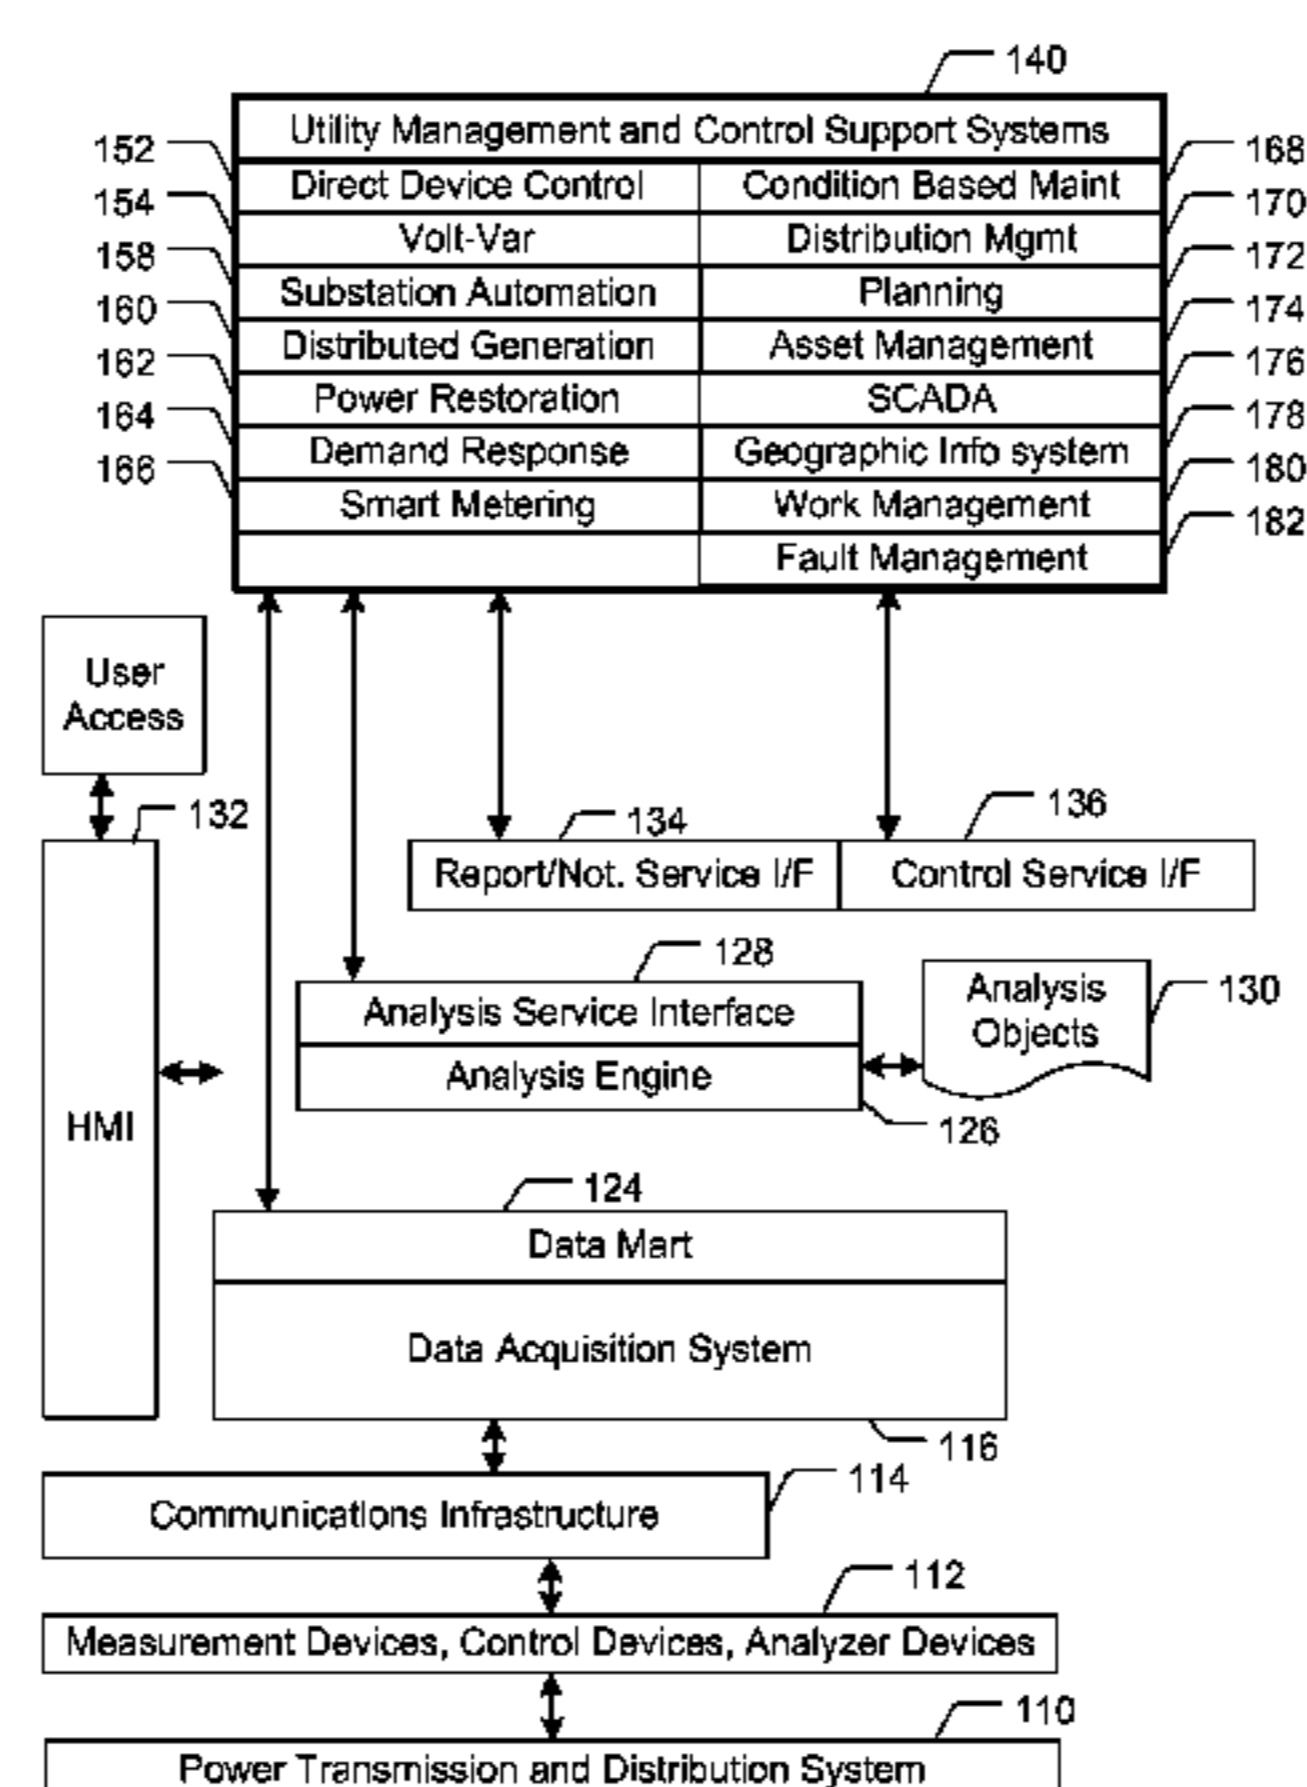 140
Utility Management and Control Support Systems
152 Direct Device Control Condition Based Maint 168
154 Volt-Var Distribution Mgmt 170
158 Substation Automation Planning 172
160 Distributed Generation Asset Management 174
162 Power Restoration SCADA 176
164 Demand Response Geographic Info system 178
166 Smart Metering Work Management 180
Fault Management 182
User
Access
132
134
136
Report/Not. Service I/F Control Service I/F
128
Analysis Service Interface
Analysis Engine
126
Analysis
Objects
130
HMI
124
Data Mart
Data Acquisition System
116
114
Communications Infrastructure
112
Measurement Devices, Control Devices, Analyzer Devices
110
Power Transmission and Distribution System